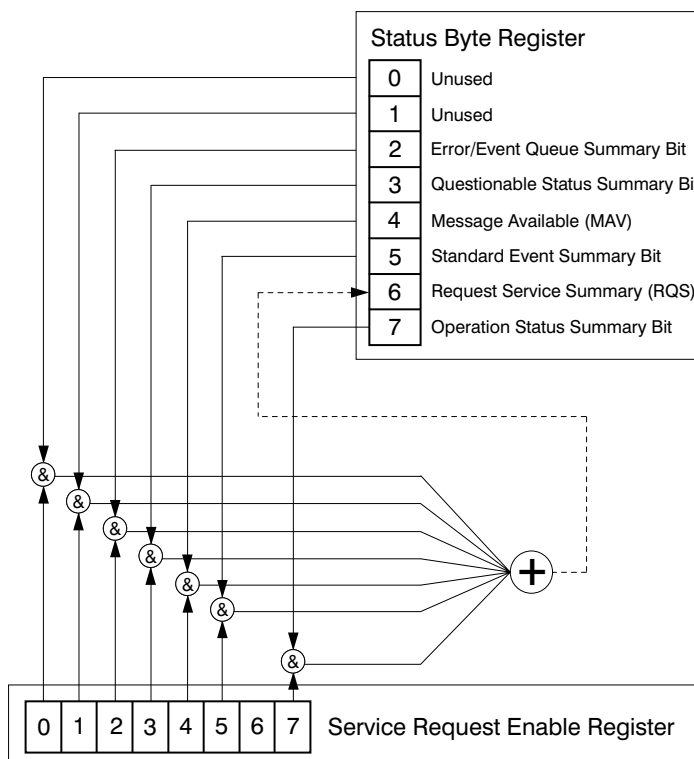 Status Byte Register
0 Unused
1 Unused
2 Error/Event Queue Summary Bit
3 Questionable Status Summary Bi
4 Message Available (MAV)
5 Standard Event Summary Bit
6 Request Service Summary (RQS)
7 Operation Status Summary Bit
&
&
&
&
&
&
&
+
0 1 2 3 4 5 6 7 Service Request Enable Register